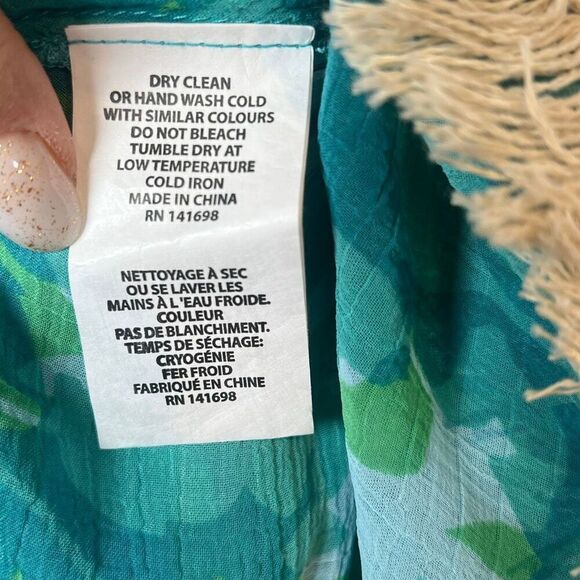 DRY CLEAN
OR HAND WASH COLD
WITH SIMILAR COLOURS
DO NOT BLEACH
TUMBLE DRY AT
LOW TEMPERATURE
COLD IRON
MADE IN CHINA
RN 141698
NETTOYAGE À SEC
OU SE LAVER LES
MAINS À L'EAU FROIDE.
COULEUR
PAS DE BLANCHIMENT.
TEMPS DE SÉCHAGE:
CRYOGÉNIE
FER FROID
FABRIQUÉ EN CHINE
RN 141698